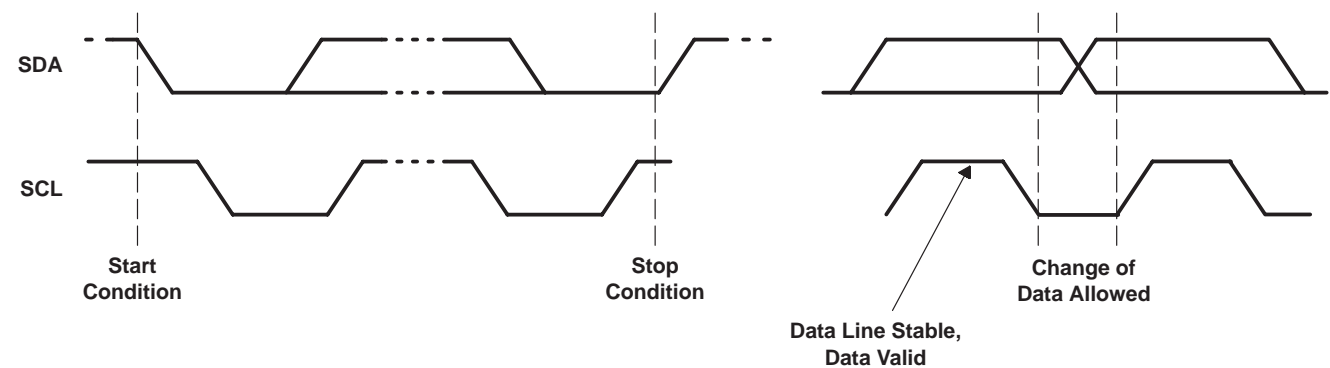 SDA
SCL
Start
Condition
Stop
Condition
Change of
Data Allowed
Data Line Stable,
Data Valid